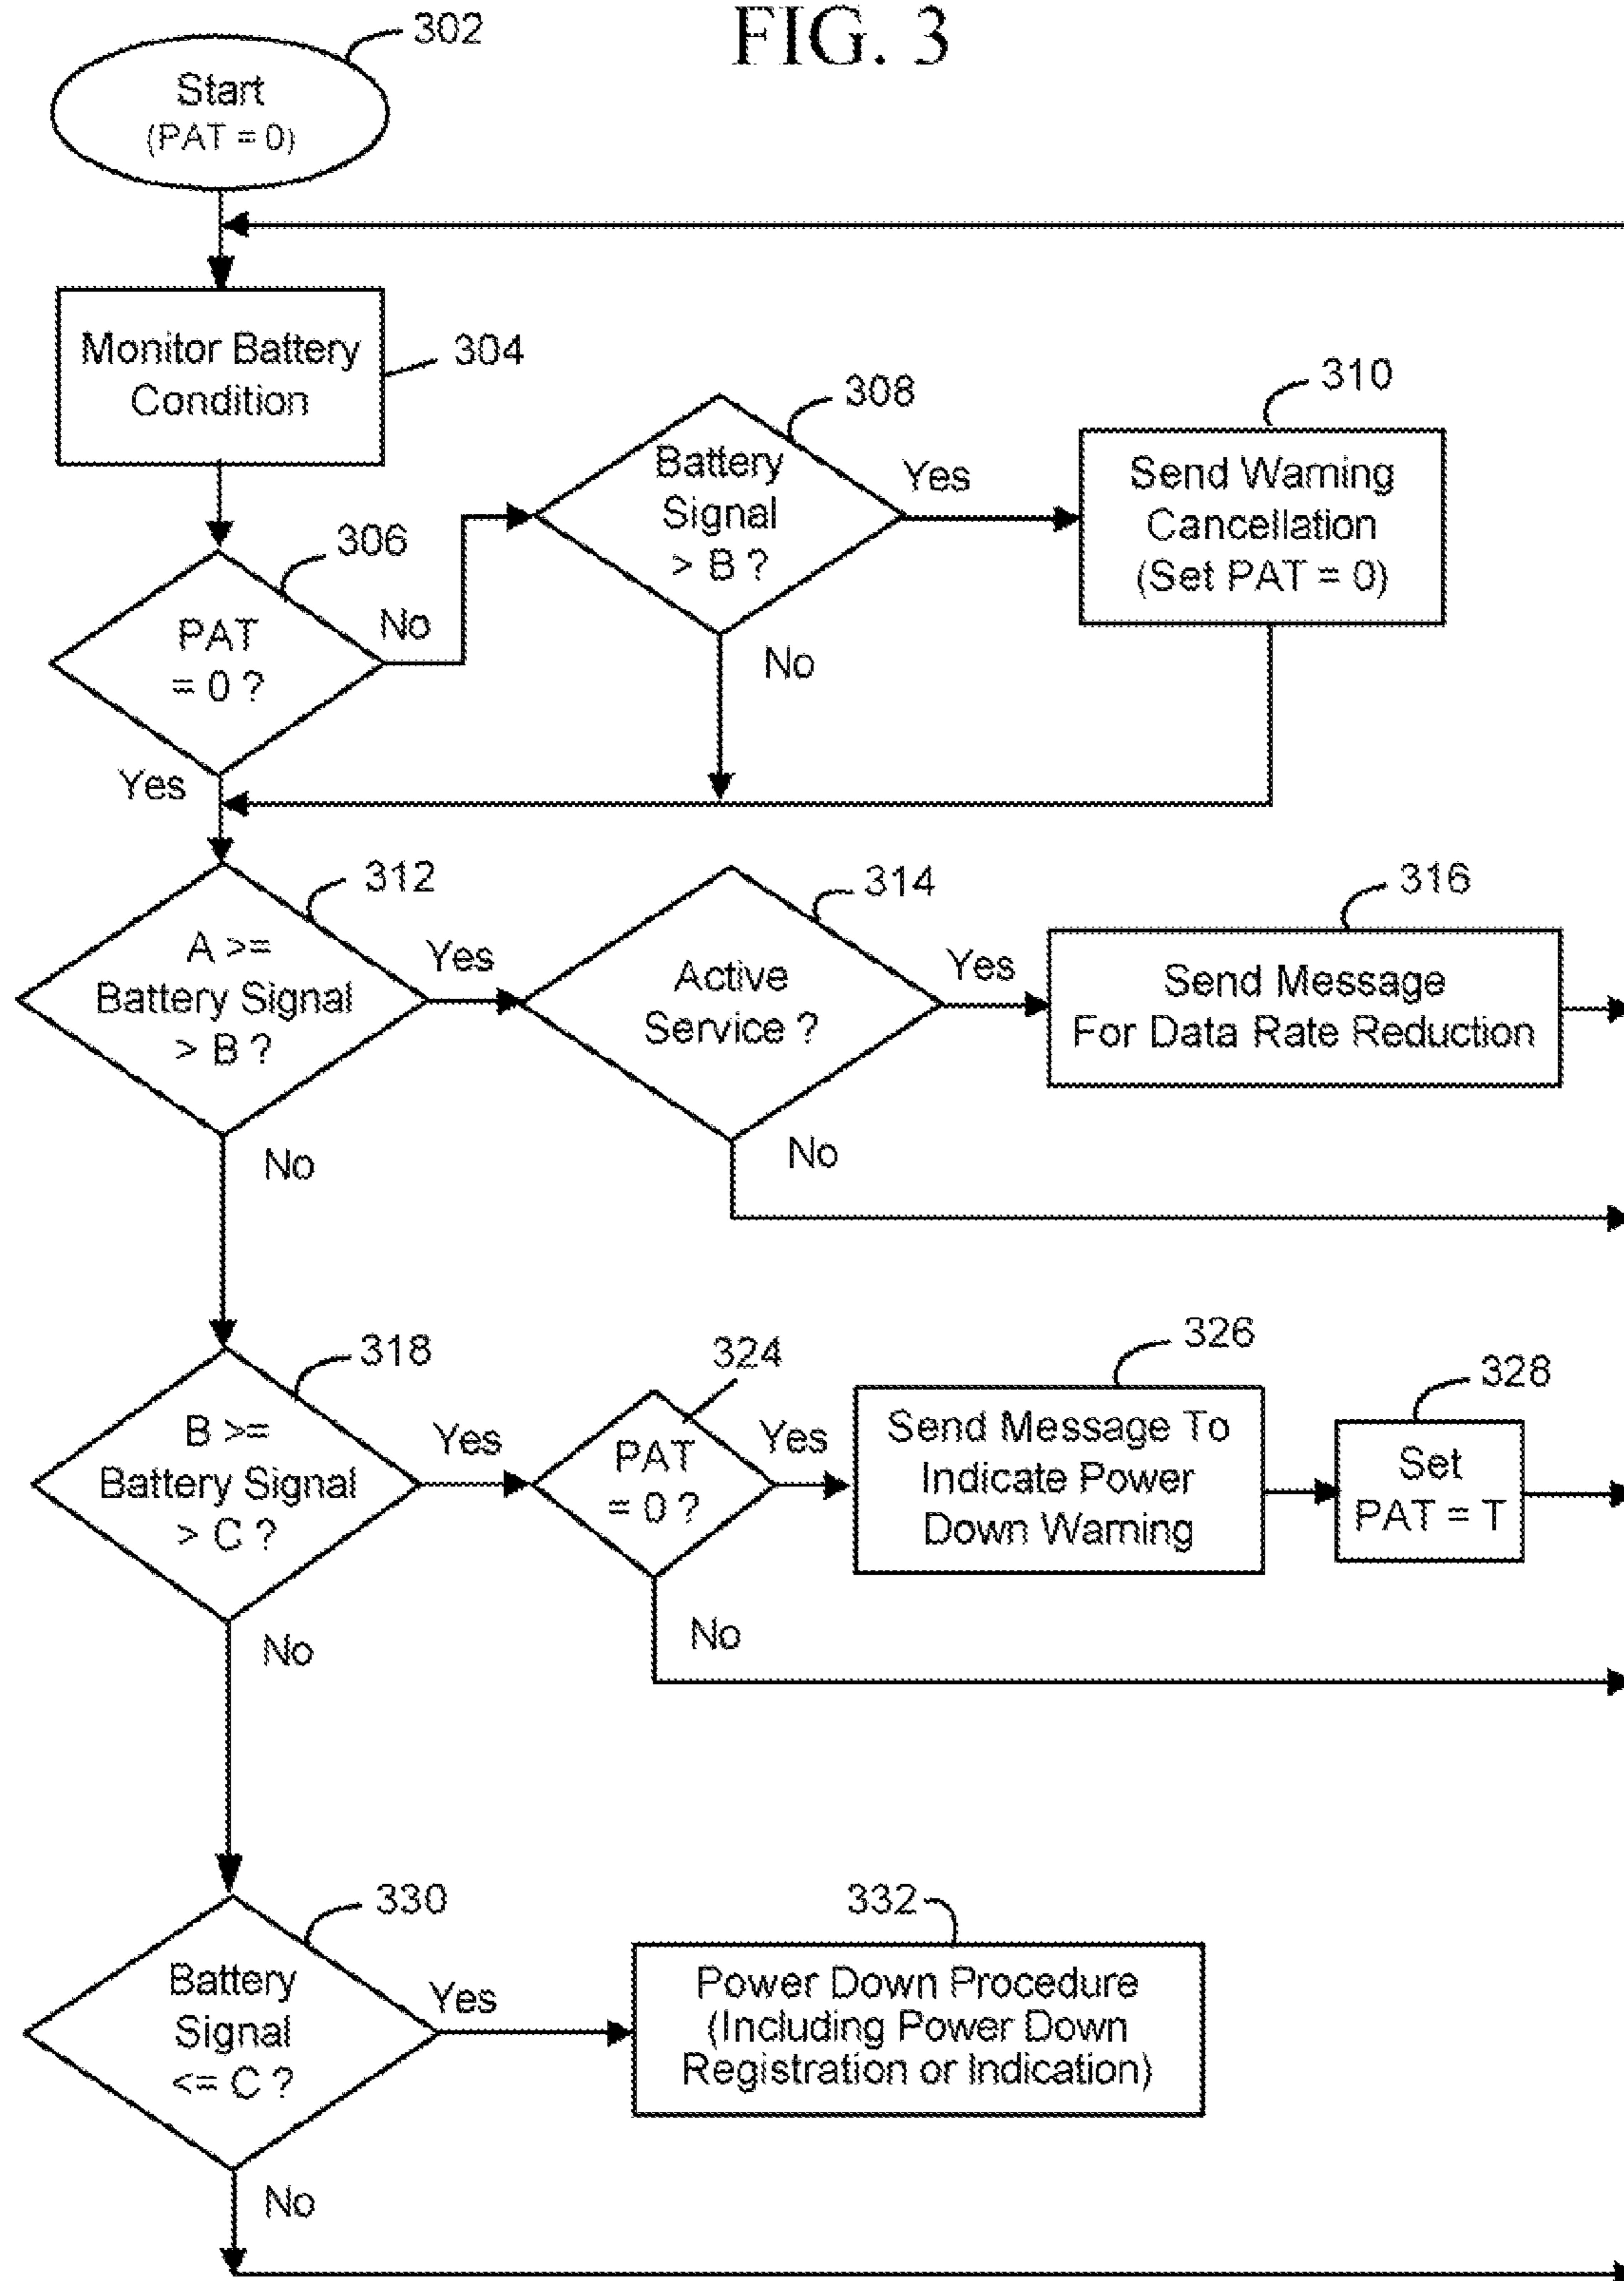 FIG. 3
302
Start
(PAT = 0)
Monitor Battery
Condition
304
306
PAT
= 0 ?
No
Yes
308
Battery
Signal
> B ?
Yes
No
310
Send Warning
Cancellation
(Set PAT = 0)
312
A >=
Battery Signal
> B ?
Yes
No
314
Active
Service ?
Yes
No
316
Send Message
For Data Rate Reduction
318
B >=
Battery Signal
> C ?
Yes
No
324
PAT
= 0 ?
Yes
No
326
Send Message To
Indicate Power
Down Warning
328
Set
PAT = T
330
Battery
Signal
<= C ?
Yes
No
332
Power Down Procedure
(Including Power Down
Registration or Indication)